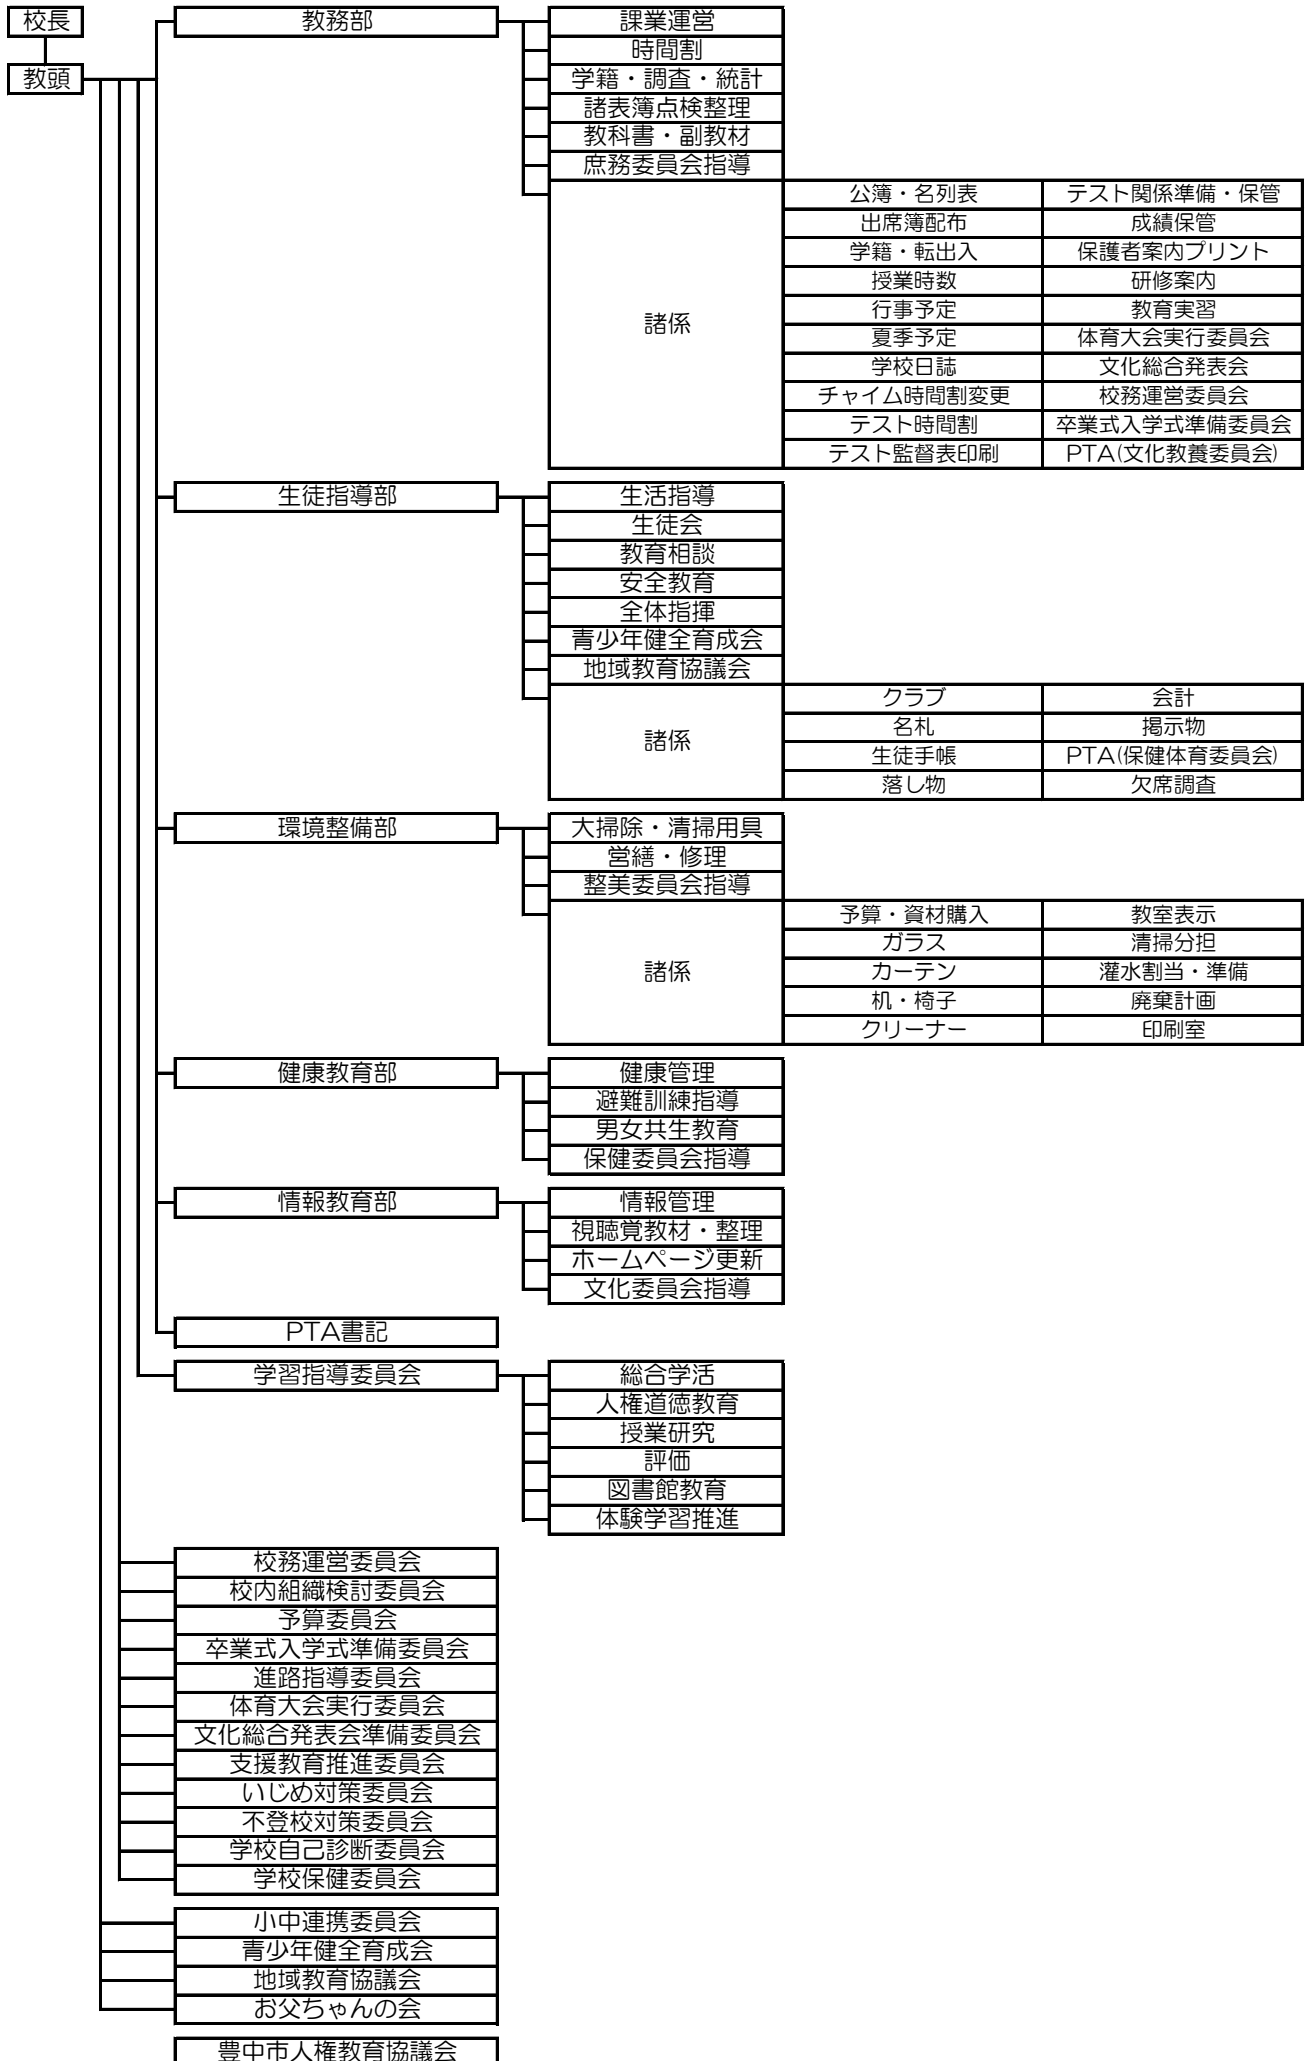 校長
教務部
課業運営
時間割
教頭
学籍・調査・統計
諸表簿点検整理
教科書・副教材
庶務委員会指導
諸係
公簿・名列表 テスト関係準備・保管
出席簿配布 成績保管
学籍・転出入 保護者案内プリント
授業時数 研修案内
行事予定 教育実習
夏季予定 体育大会実行委員会
学校日誌 文化総合発表会
チャイム時間割変更 校務運営委員会
テスト時間割 卒業式入学式準備委員会
テスト監督表印刷 PTA(文化教養委員会)
生徒指導部
生活指導
生徒会
教育相談
安全教育
全体指揮
青少年健全育成会
地域教育協議会
諸係
クラブ 会計
名札 掲示物
生徒手帳 PTA(保健体育委員会)
落し物 欠席調査
環境整備部
大掃除・清掃用具
営繕・修理
整美委員会指導
諸係
予算・資材購入 教室表示
ガラス 清掃分担
カーテン 灌水割当・準備
机・椅子 廃棄計画
クリーナー 印刷室
健康教育部
健康管理
避難訓練指導
男女共生教育
保健委員会指導
情報教育部
情報管理
視聴覚教材・整理
ホームページ更新
文化委員会指導
PTA書記
学習指導委員会
総合学活
人権道徳教育
授業研究
評価
図書館教育
体験学習推進
校務運営委員会
校内組織検討委員会
予算委員会
卒業式入学式準備委員会
進路指導委員会
体育大会実行委員会
文化総合発表会準備委員会
支援教育推進委員会
いじめ対策委員会
不登校対策委員会
学校自己診断委員会
学校保健委員会
小中連携委員会
青少年健全育成会
地域教育協議会
お父ちゃんの会
豊中市人権教育協議会